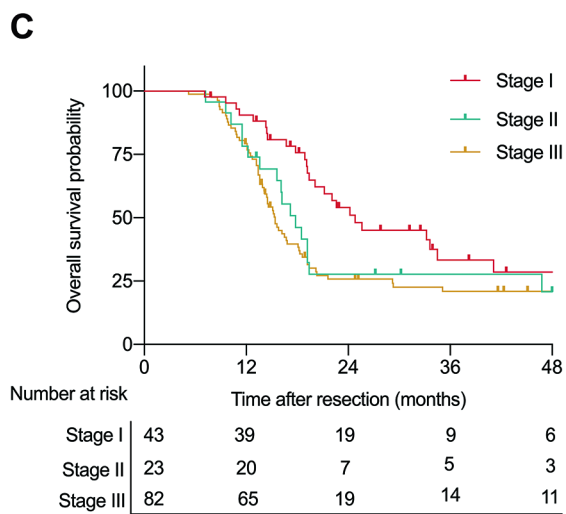 C
Overall survival probability
100
75
50
25
0
Stage I
Stage II
Stage III
0 12 24 36 48
Number at risk
Time after resection (months)
Stage I 43 39 19 9 6
Stage II 23 20 7 5 3
Stage III 82 65 19 14 11